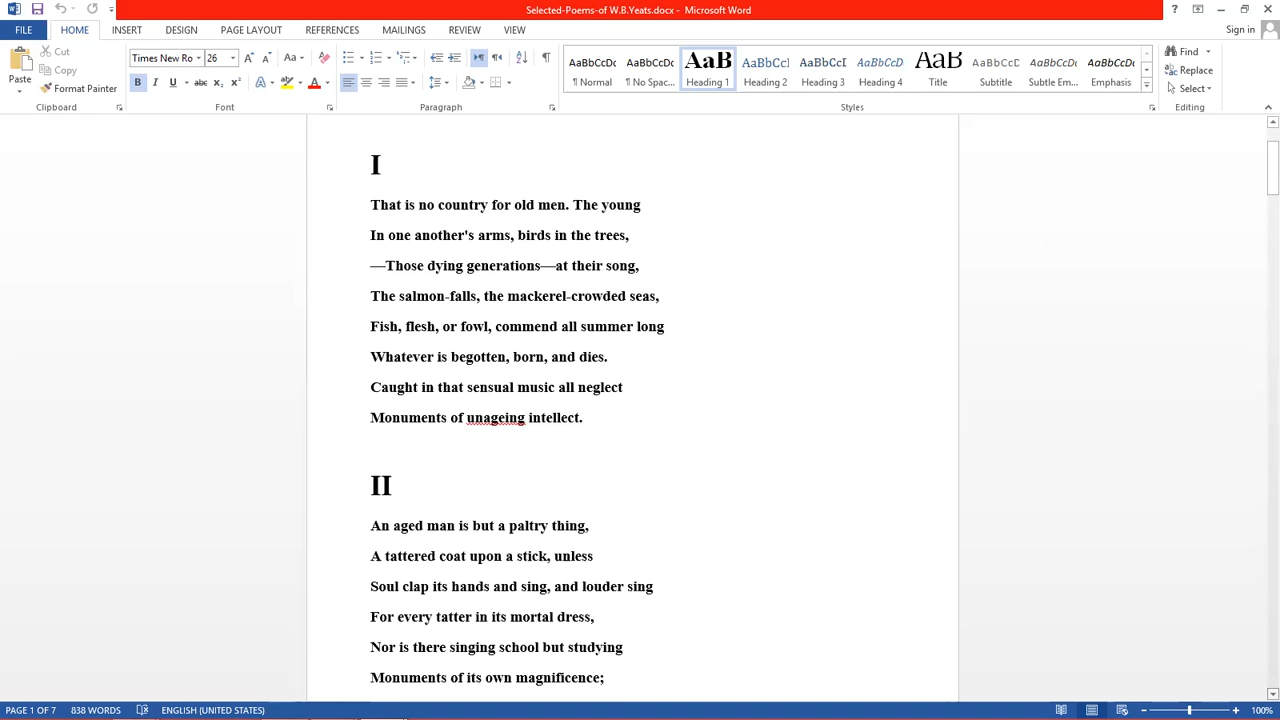 Selected-Poems-of W.B.Yeats.docx - Microsoft Word
Sign in
FILE HOME INSERT DESIGN PAGE LAYOUT REFERENCES MAILINGS REVIEW VIEW
Paste
Cut
Copy
Format Painter
Clipboard
Times New Ro 26
Font
Paragraph
AaBbCcDc AaBbCcDc AaB AaBbCcI AaBbCcI AaBbCcD AaB AaBbCcD AaBbCcDc AaBbCcDc
¶ Normal ¶ No Spac... Heading 1 Heading 2 Heading 3 Heading 4 Title Subtitle Subtle Em... Emphasis
Styles
Find
Replace
Select
Editing
I
That is no country for old men. The young
In one another's arms, birds in the trees,
—Those dying generations—at their song,
The salmon-falls, the mackerel-crowded seas,
Fish, flesh, or fowl, commend all summer long
Whatever is begotten, born, and dies.
Caught in that sensual music all neglect
Monuments of unageing intellect.
II
An aged man is but a paltry thing,
A tattered coat upon a stick, unless
Soul clap its hands and sing, and louder sing
For every tatter in its mortal dress,
Nor is there singing school but studying
Monuments of its own magnificence;
PAGE 1 OF 7 838 WORDS ENGLISH (UNITED STATES) 100%